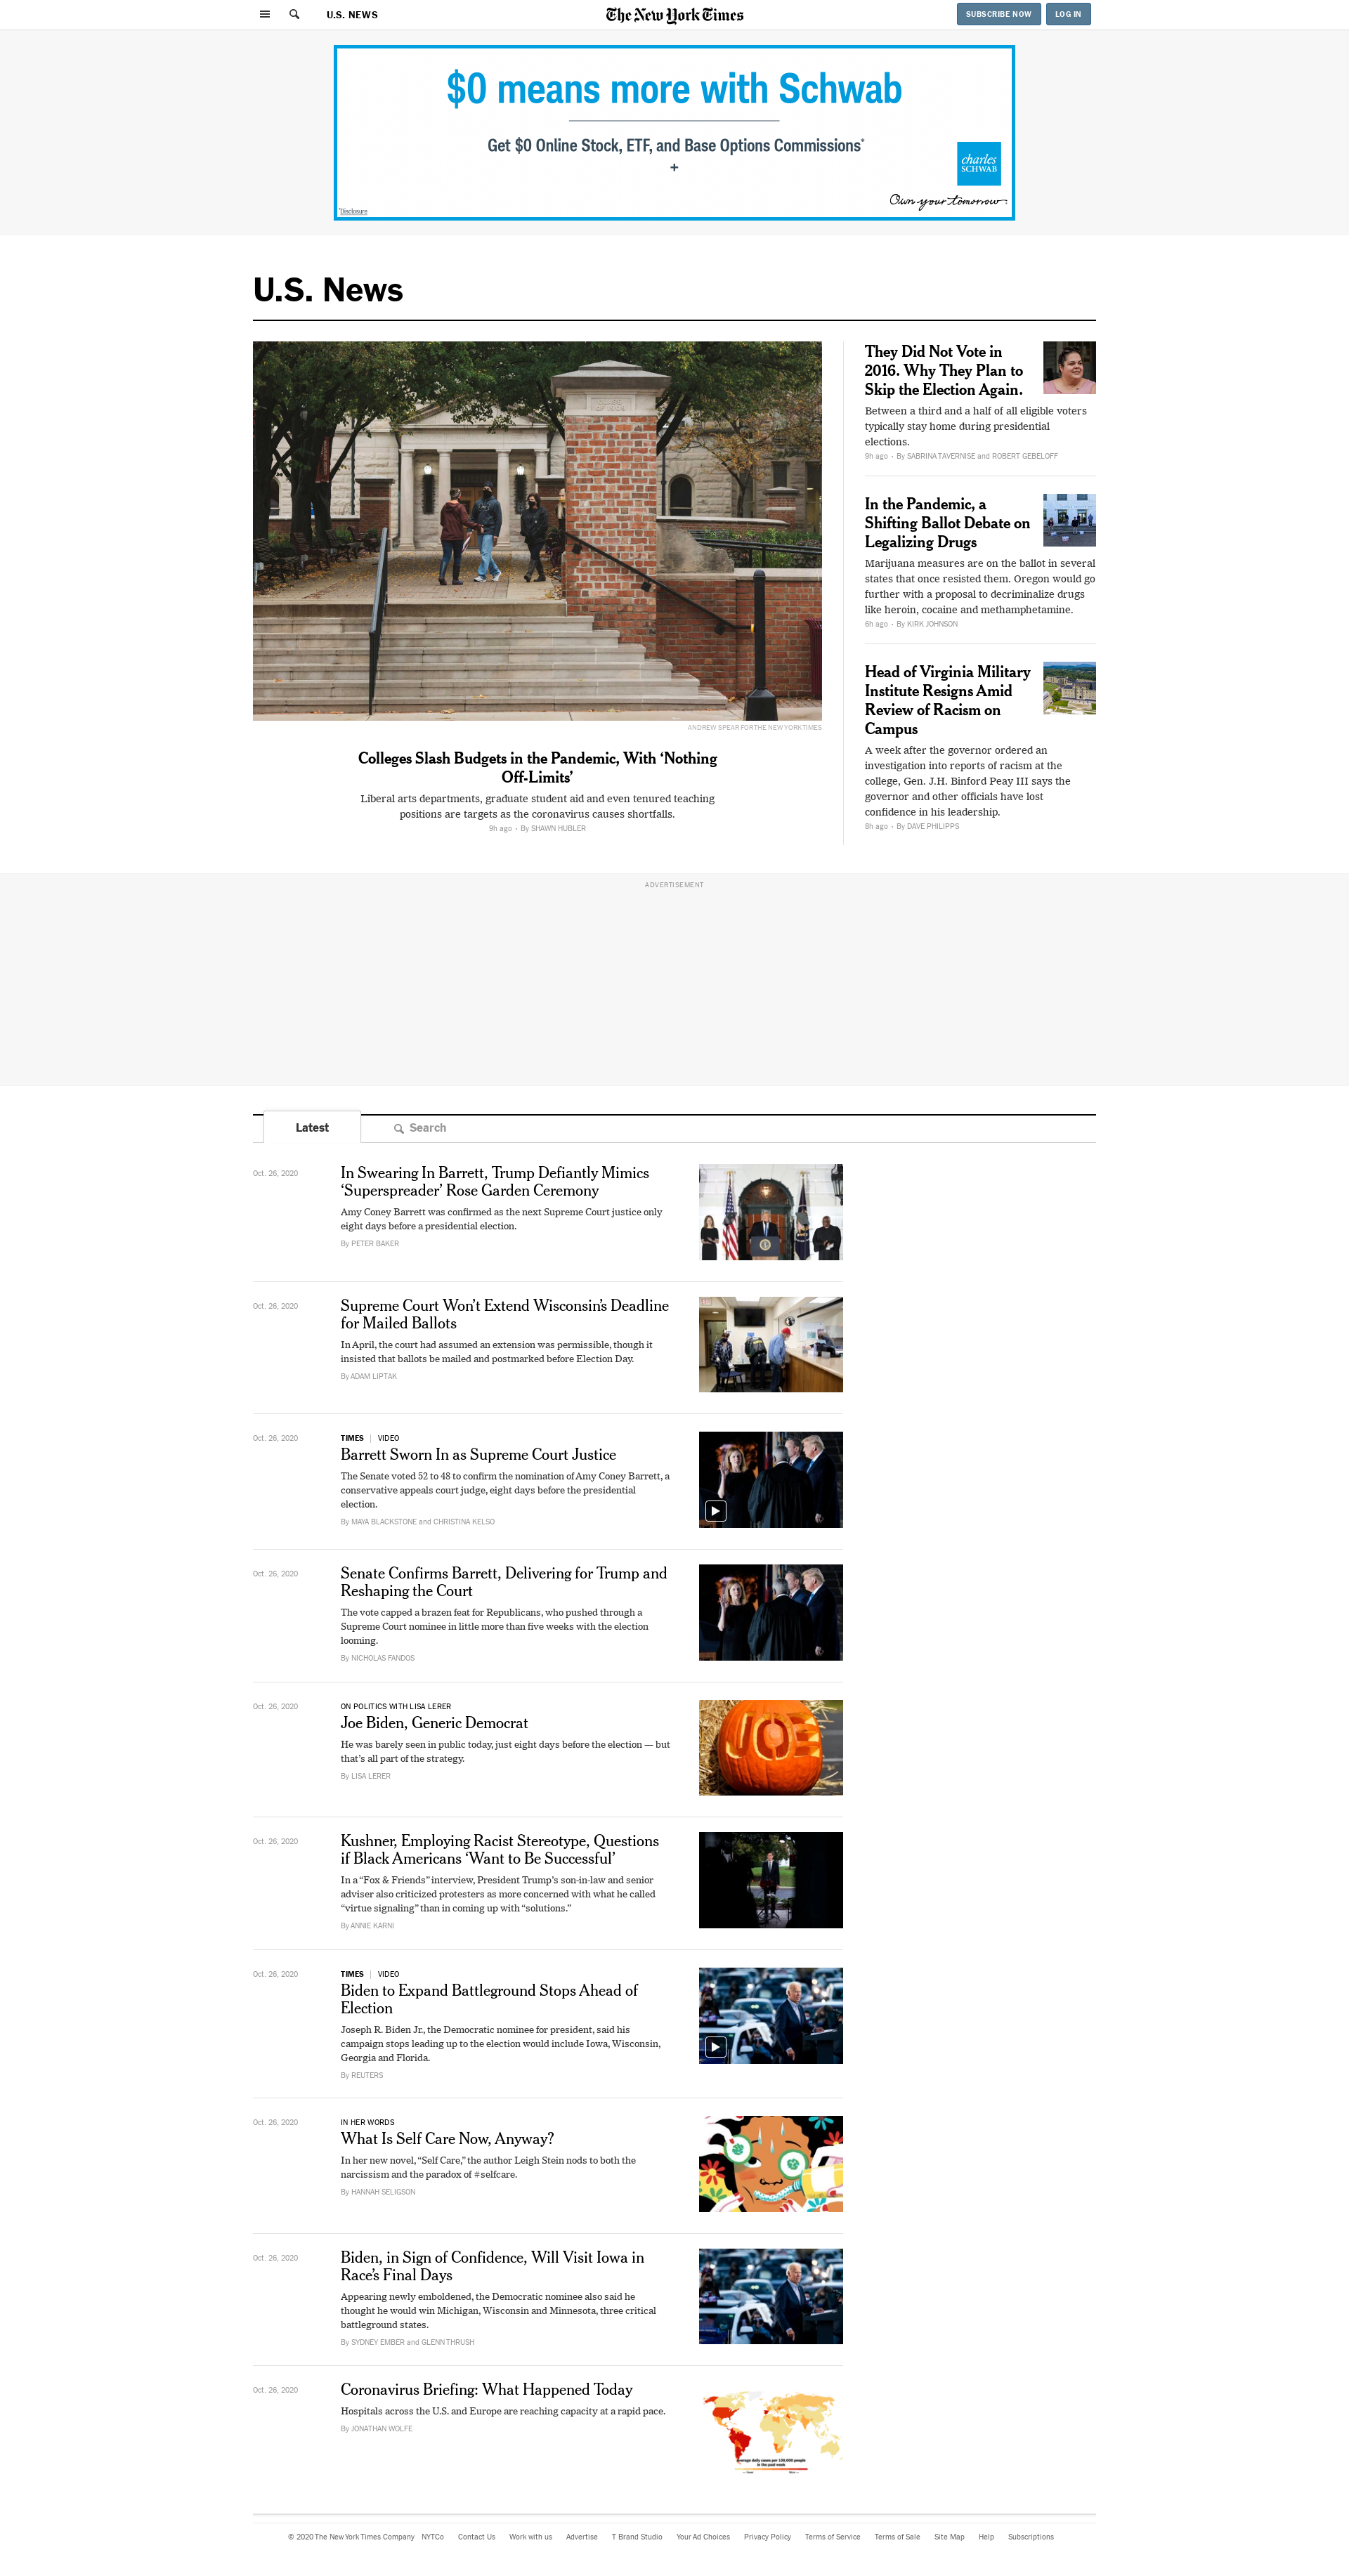 U.S. NEWS
The New York Times
SUBSCRIBE NOW
LOG IN
$0 means more with Schwab
Get $0 Online Stock, ETF, and Base Options Commissions*
+
charles
SCHWAB
Own your tomorrow
*Disclosure
U.S. News
ANDREW SPEAR FOR THE NEW YORK TIMES
Colleges Slash Budgets in the Pandemic, With ‘Nothing
Off-Limits’
Liberal arts departments, graduate student aid and even tenured teaching
positions are targets as the coronavirus causes shortfalls.
9h ago • By SHAWN HUBLER
They Did Not Vote in
2016. Why They Plan to
Skip the Election Again.
Between a third and a half of all eligible voters
typically stay home during presidential
elections.
9h ago • By SABRINA TAVERNISE and ROBERT GEBELOFF
In the Pandemic, a
Shifting Ballot Debate on
Legalizing Drugs
Marijuana measures are on the ballot in several
states that once resisted them. Oregon would go
further with a proposal to decriminalize drugs
like heroin, cocaine and methamphetamine.
6h ago • By KIRK JOHNSON
Head of Virginia Military
Institute Resigns Amid
Review of Racism on
Campus
A week after the governor ordered an
investigation into reports of racism at the
college, Gen. J.H. Binford Peay III says the
governor and other officials have lost
confidence in his leadership.
8h ago • By DAVE PHILIPPS
ADVERTISEMENT
Latest
Search
Oct. 26, 2020
In Swearing In Barrett, Trump Defiantly Mimics
‘Superspreader’ Rose Garden Ceremony
Amy Coney Barrett was confirmed as the next Supreme Court justice only
eight days before a presidential election.
By PETER BAKER
Oct. 26, 2020
Supreme Court Won’t Extend Wisconsin’s Deadline
for Mailed Ballots
In April, the court had assumed an extension was permissible, though it
insisted that ballots be mailed and postmarked before Election Day.
By ADAM LIPTAK
Oct. 26, 2020
TIMES | VIDEO
Barrett Sworn In as Supreme Court Justice
The Senate voted 52 to 48 to confirm the nomination of Amy Coney Barrett, a
conservative appeals court judge, eight days before the presidential
election.
By MAYA BLACKSTONE and CHRISTINA KELSO
Oct. 26, 2020
Senate Confirms Barrett, Delivering for Trump and
Reshaping the Court
The vote capped a brazen feat for Republicans, who pushed through a
Supreme Court nominee in little more than five weeks with the election
looming.
By NICHOLAS FANDOS
Oct. 26, 2020
ON POLITICS WITH LISA LERER
Joe Biden, Generic Democrat
He was barely seen in public today, just eight days before the election — but
that’s all part of the strategy.
By LISA LERER
JOE
Oct. 26, 2020
Kushner, Employing Racist Stereotype, Questions
if Black Americans ‘Want to Be Successful’
In a “Fox & Friends” interview, President Trump’s son-in-law and senior
adviser also criticized protesters as more concerned with what he called
“virtue signaling” than in coming up with “solutions.”
By ANNIE KARNI
Oct. 26, 2020
TIMES | VIDEO
Biden to Expand Battleground Stops Ahead of
Election
Joseph R. Biden Jr., the Democratic nominee for president, said his
campaign stops leading up to the election would include Iowa, Wisconsin,
Georgia and Florida.
By REUTERS
Oct. 26, 2020
IN HER WORDS
What Is Self Care Now, Anyway?
In her new novel, “Self Care,” the author Leigh Stein nods to both the
narcissism and the paradox of #selfcare.
By HANNAH SELIGSON
Oct. 26, 2020
Biden, in Sign of Confidence, Will Visit Iowa in
Race’s Final Days
Appearing newly emboldened, the Democratic nominee also said he
thought he would win Michigan, Wisconsin and Minnesota, three critical
battleground states.
By SYDNEY EMBER and GLENN THRUSH
Oct. 26, 2020
Coronavirus Briefing: What Happened Today
Hospitals across the U.S. and Europe are reaching capacity at a rapid pace.
By JONATHAN WOLFE
Average daily cases per 100,000 people
in the past week
© 2020 The New York Times Company NYTCo Contact Us Work with us Advertise T Brand Studio Your Ad Choices Privacy Policy Terms of Service Terms of Sale Site Map Help Subscriptions